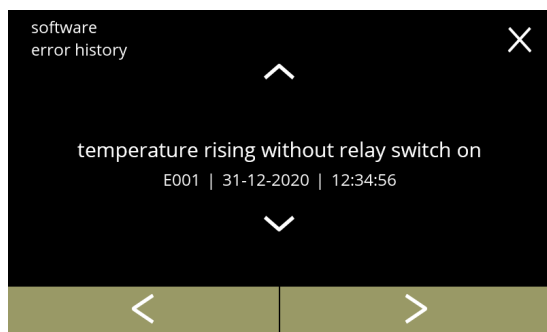 software
error history
temperature rising without relay switch on
E001 | 31-12-2020 | 12:34:56